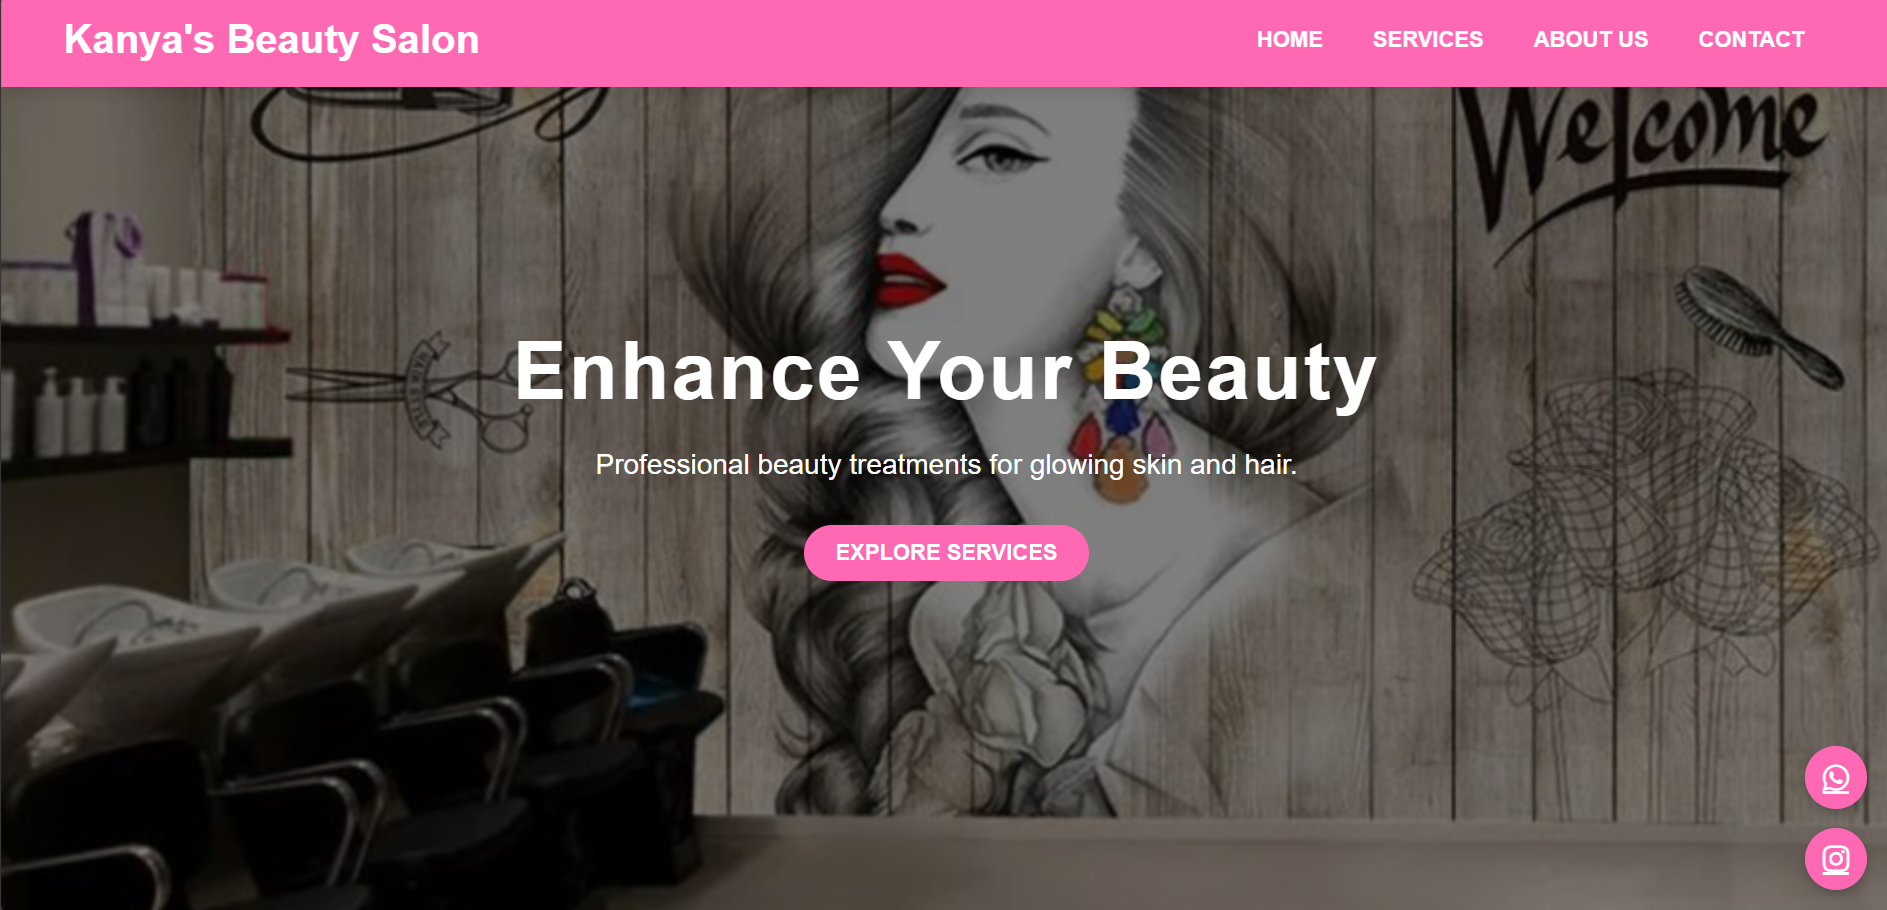 Kanya's Beauty Salon
HOME SERVICES ABOUT US CONTACT
Welcome
Enhance Your Beauty
Professional beauty treatments for glowing skin and hair.
EXPLORE SERVICES